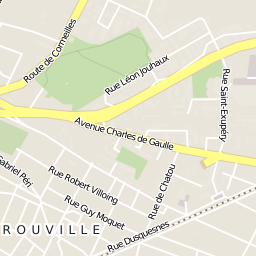 Route de Cormeilles
Rue Léon Jouhaux
Rue Saint-Exupéry
Avenue Charles de Gaulle
Gabriel Péri
Rue Robert Villoing
Rue de Chatou
Rue Guy Moquet
ROUVILLE
Rue Dusquesnes